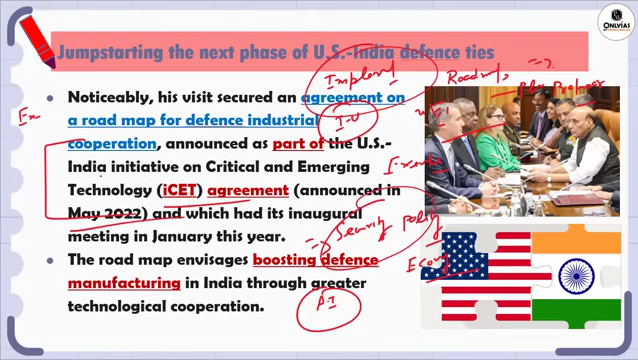 ONLYIAS
Jumpstarting the next phase of U.S.-India defence ties
Noticeably, his visit secured an agreement on
a road map for defence industrial
cooperation, announced as part of the U.S.-
India initiative on Critical and Emerging
Technology (iCET) agreement (announced in
May 2022) and which had its inaugural
meeting in January this year.
The road map envisages boosting defence
manufacturing in India through greater
technological cooperation.
Roadmap
Security Policy